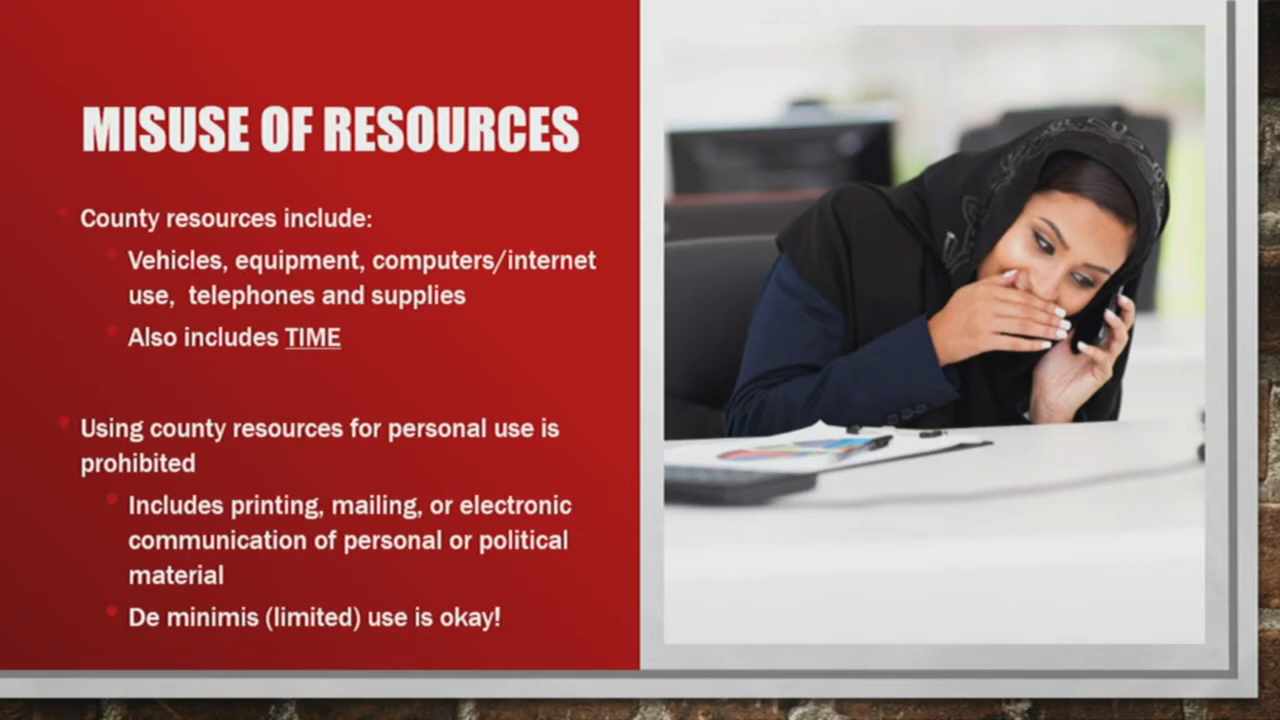 MISUSE OF RESOURCES
County resources include:
Vehicles, equipment, computers/internet
use, telephones and supplies
Also includes TIME
Using county resources for personal use is
prohibited
Includes printing, mailing, or electronic
communication of personal or political
material
De minimis (limited) use is okay!